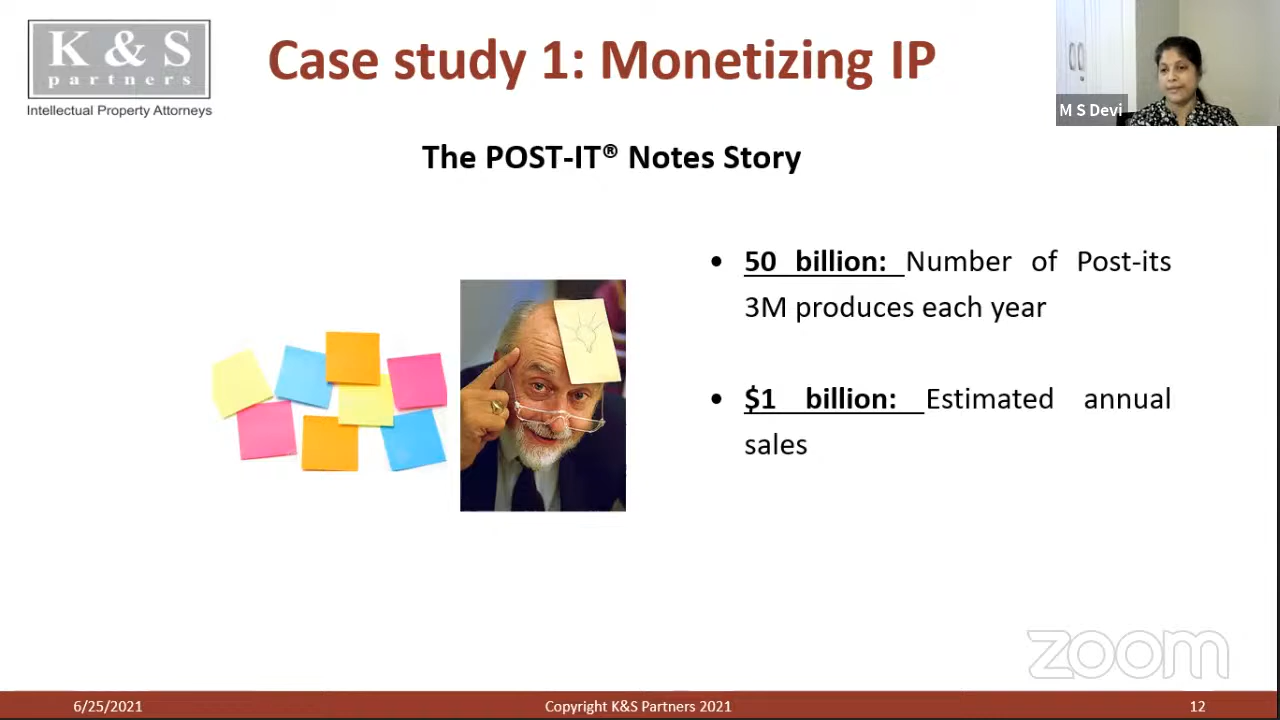 K & S
partners
Intellectual Property Attorneys
Case study 1: Monetizing IP
M S Devi
The POST-IT® Notes Story
• 50 billion: Number of Post-its
3M produces each year
• $1 billion: Estimated annual
sales
zoom
6/25/2021
Copyright K&S Partners 2021
12